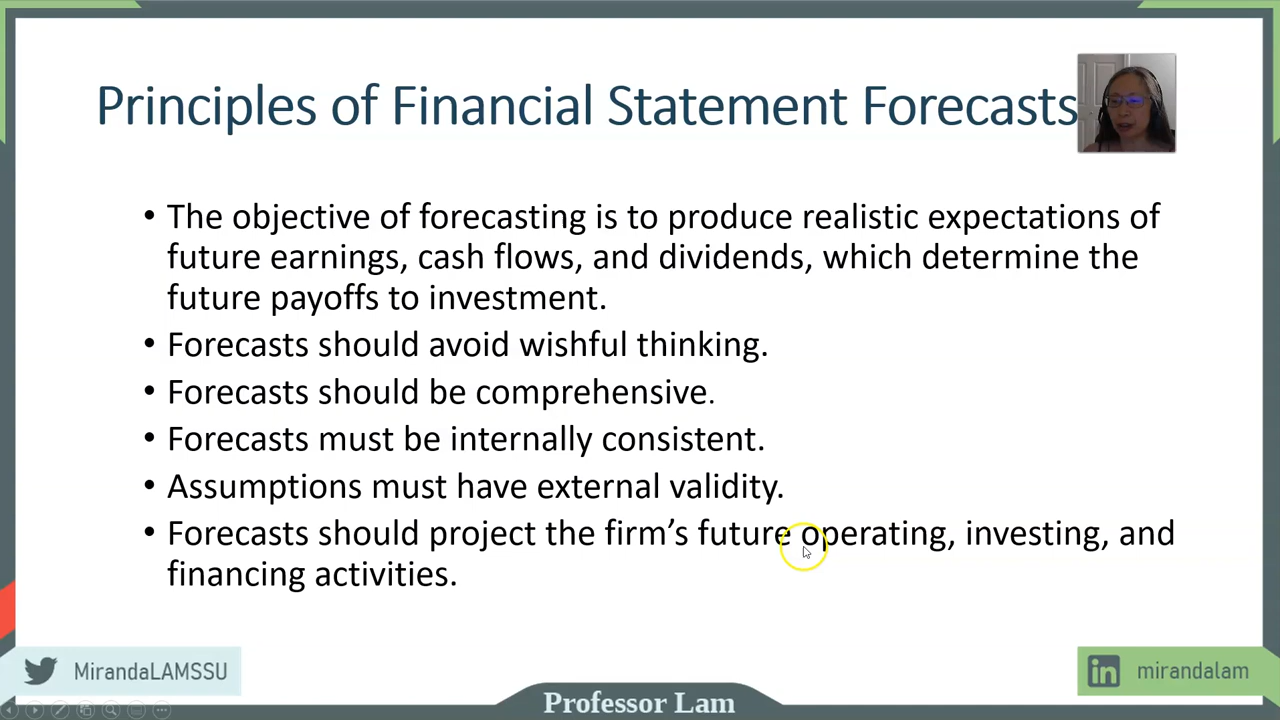 Principles of Financial Statement Forecasts
• The objective of forecasting is to produce realistic expectations of
future earnings, cash flows, and dividends, which determine the
future payoffs to investment.
• Forecasts should avoid wishful thinking.
• Forecasts should be comprehensive.
• Forecasts must be internally consistent.
• Assumptions must have external validity.
• Forecasts should project the firm’s future operating, investing, and
financing activities.
MirandaLAMSSU
in mirandalam
Professor Lam